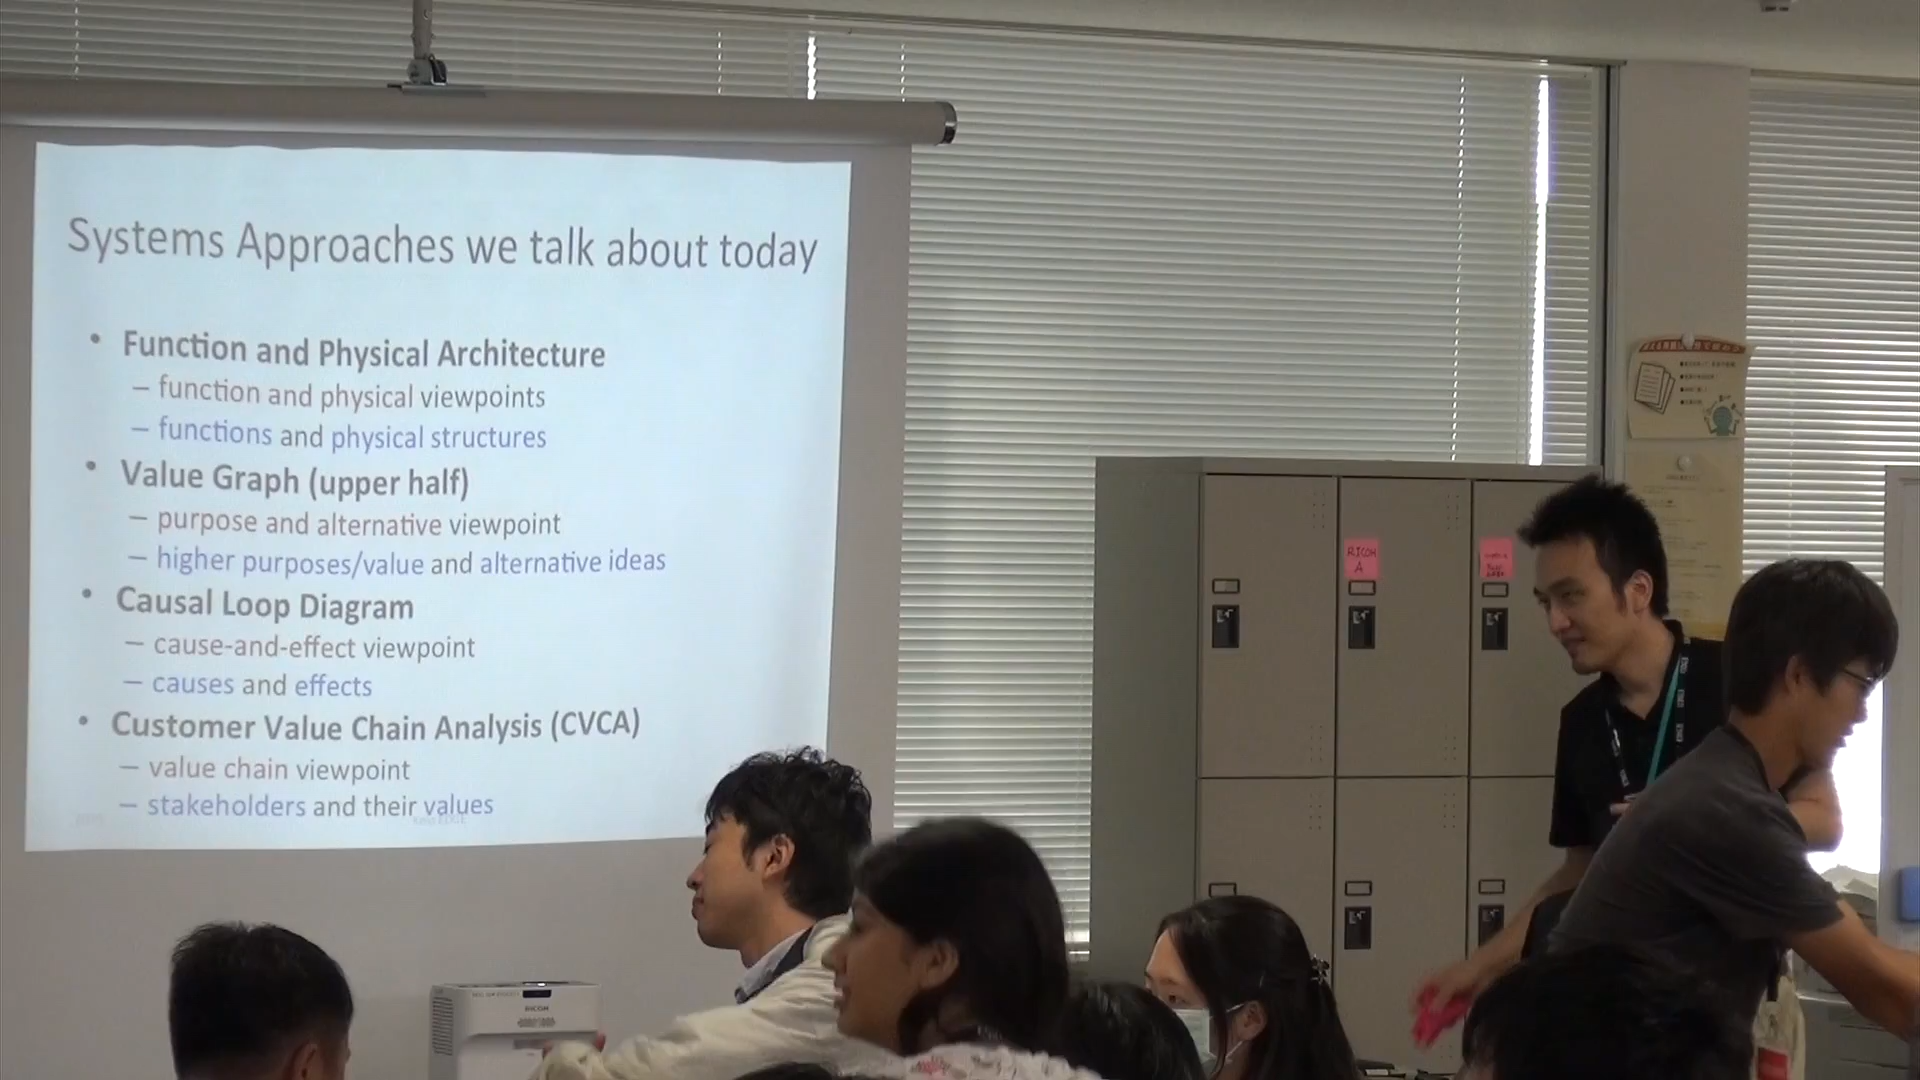 Systems Approaches we talk about today
• Function and Physical Architecture
– function and physical viewpoints
– functions and physical structures
• Value Graph (upper half)
– purpose and alternative viewpoint
– higher purposes/value and alternative ideas
• Causal Loop Diagram
– cause-and-effect viewpoint
– causes and effects
• Customer Value Chain Analysis (CVCA)
– value chain viewpoint
– stakeholders and their values
RICOH
A
RICOH